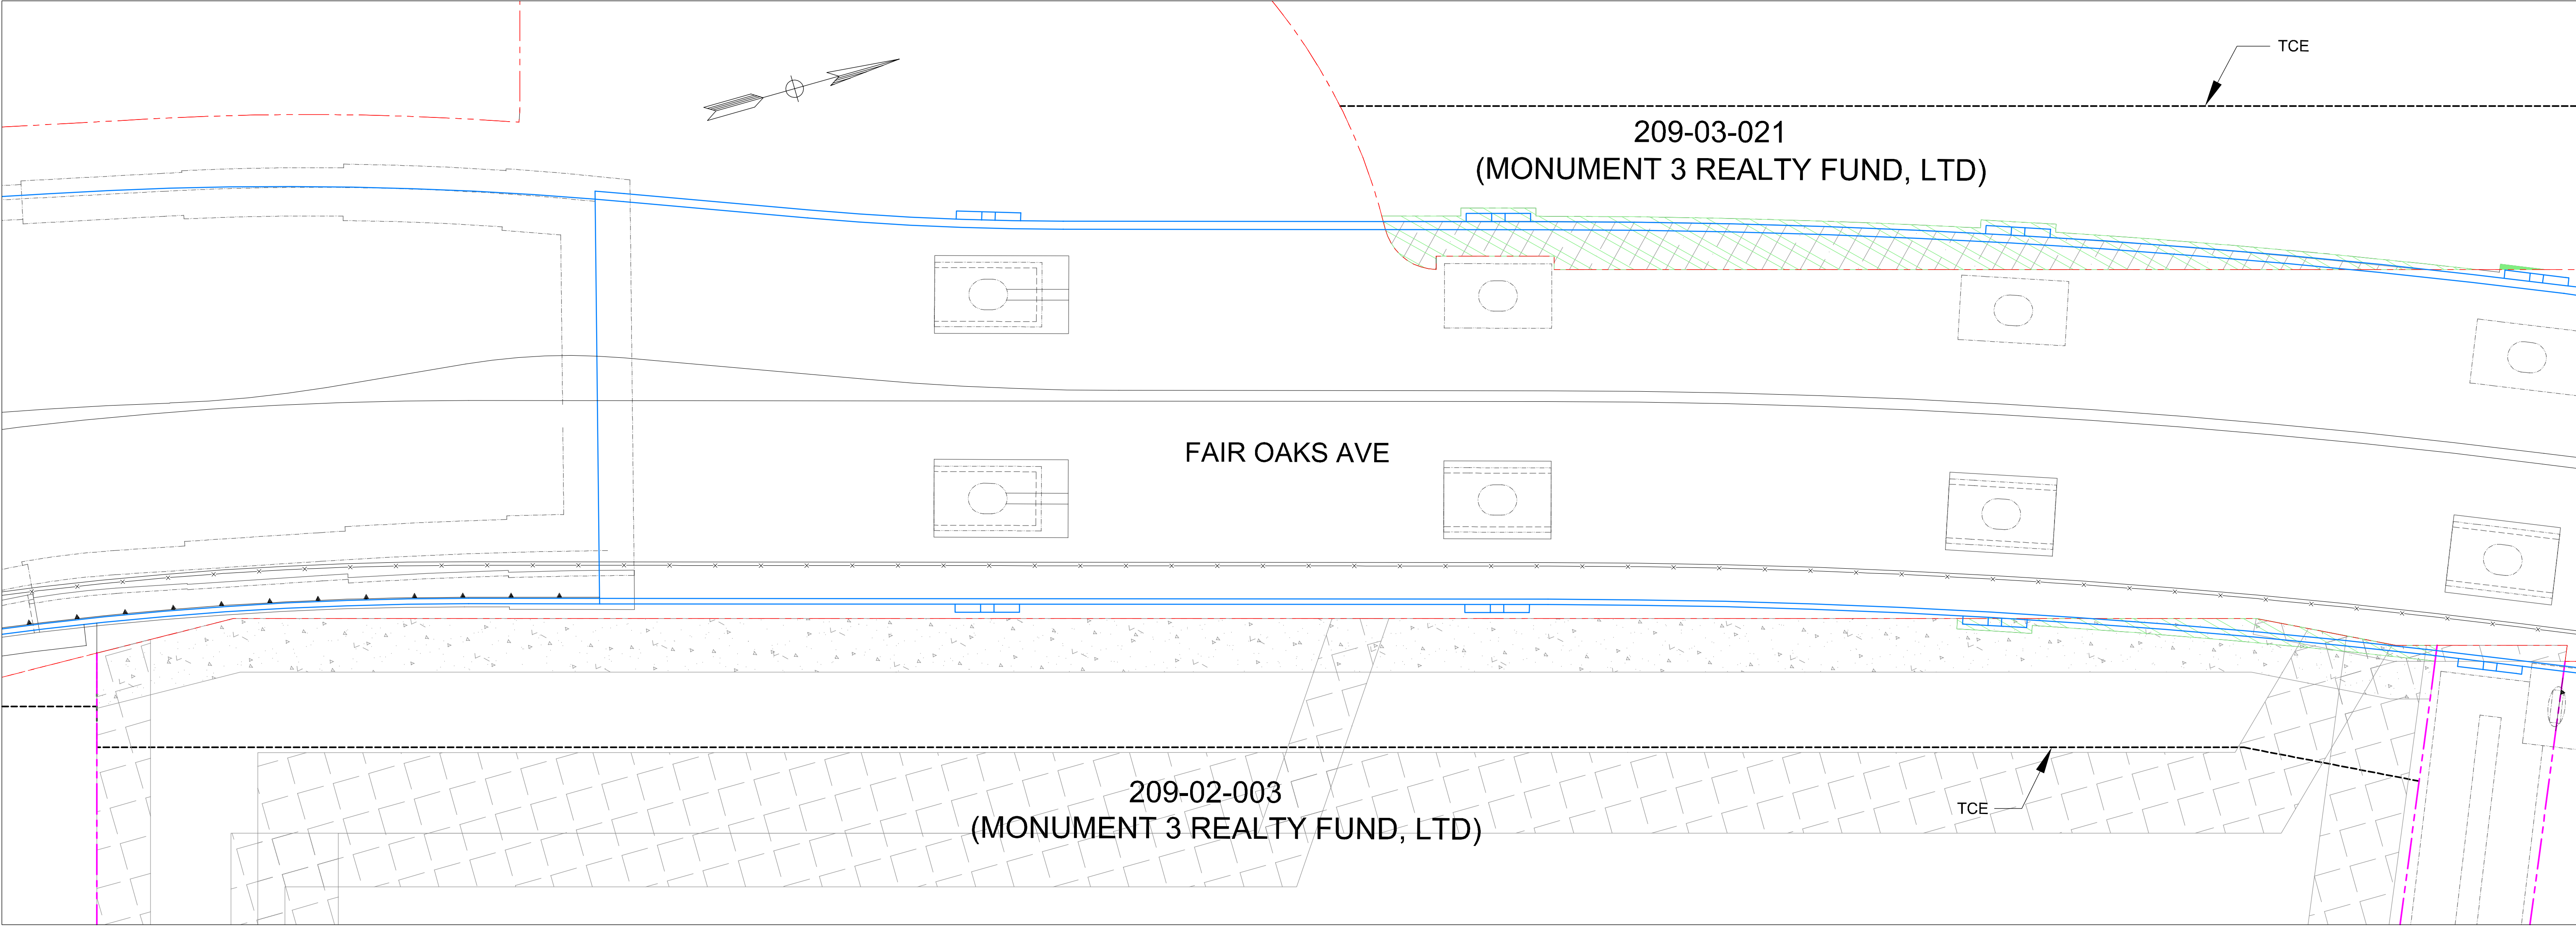 TCE
209-03-021
(MONUMENT 3 REALTY FUND, LTD)
FAIR OAKS AVE
209-02-003
(MONUMENT 3 REALTY FUND, LTD)
TCE